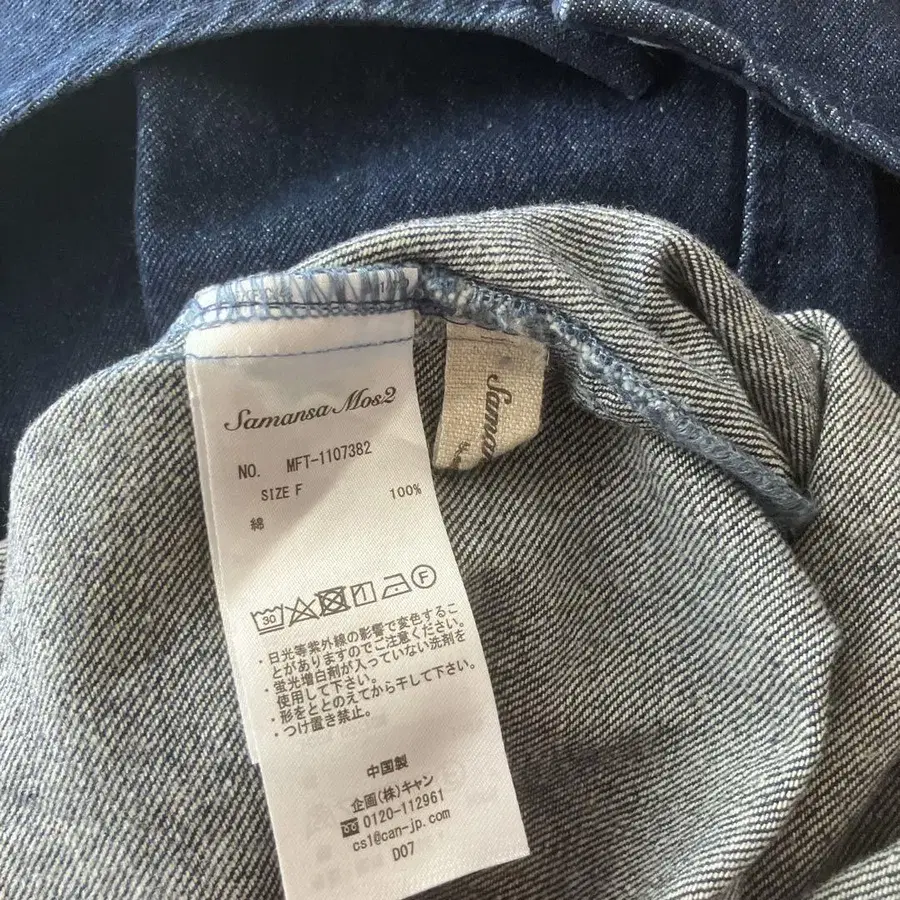 Samansa Mos2
NO. MFT-1107382
SIZE F
綿 100%
30
F
・日光等紫外線の影響で変色するこ
とがありますのでご注意ください。
・蛍光増白剤が入っていない洗剤を
使用して下さい。
・形をととのえてから干して下さい。
・つけ置き禁止。
中国製
企画(株)キャン
0120-112961
cs1@can-jp.com
D07
Saman